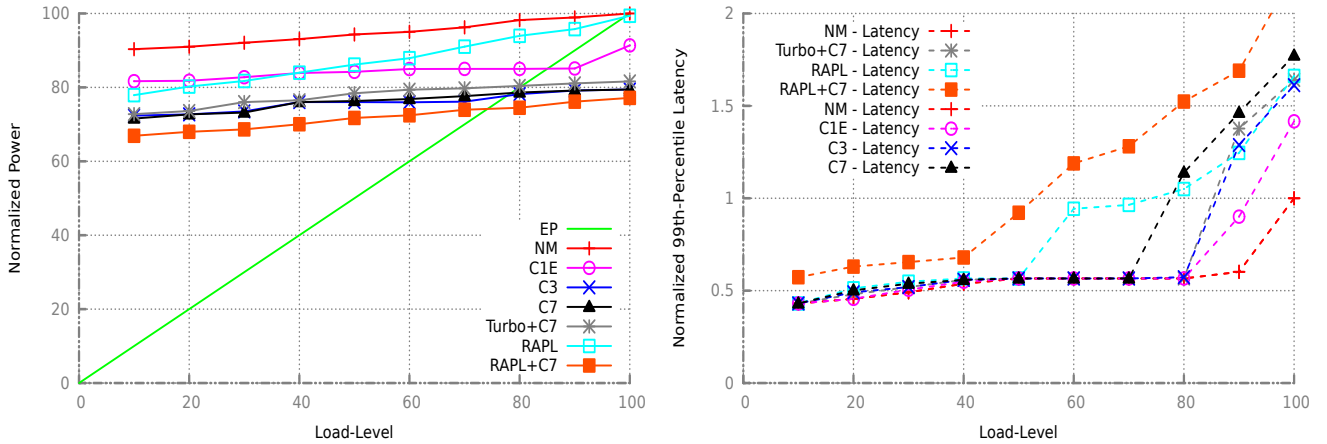 Normalized Power
100
80
60
40
20
0
0 20 40 60 80 100
Load-Level
EP
NM
C1E
C3
C7
Turbo+C7
RAPL
RAPL+C7
Normalized 99th-Percentile Latency
2
1.5
1
0.5
0
0 20 40 60 80 100
Load-Level
NM - Latency
Turbo+C7 - Latency
RAPL - Latency
RAPL+C7 - Latency
NM - Latency
C1E - Latency
C3 - Latency
C7 - Latency